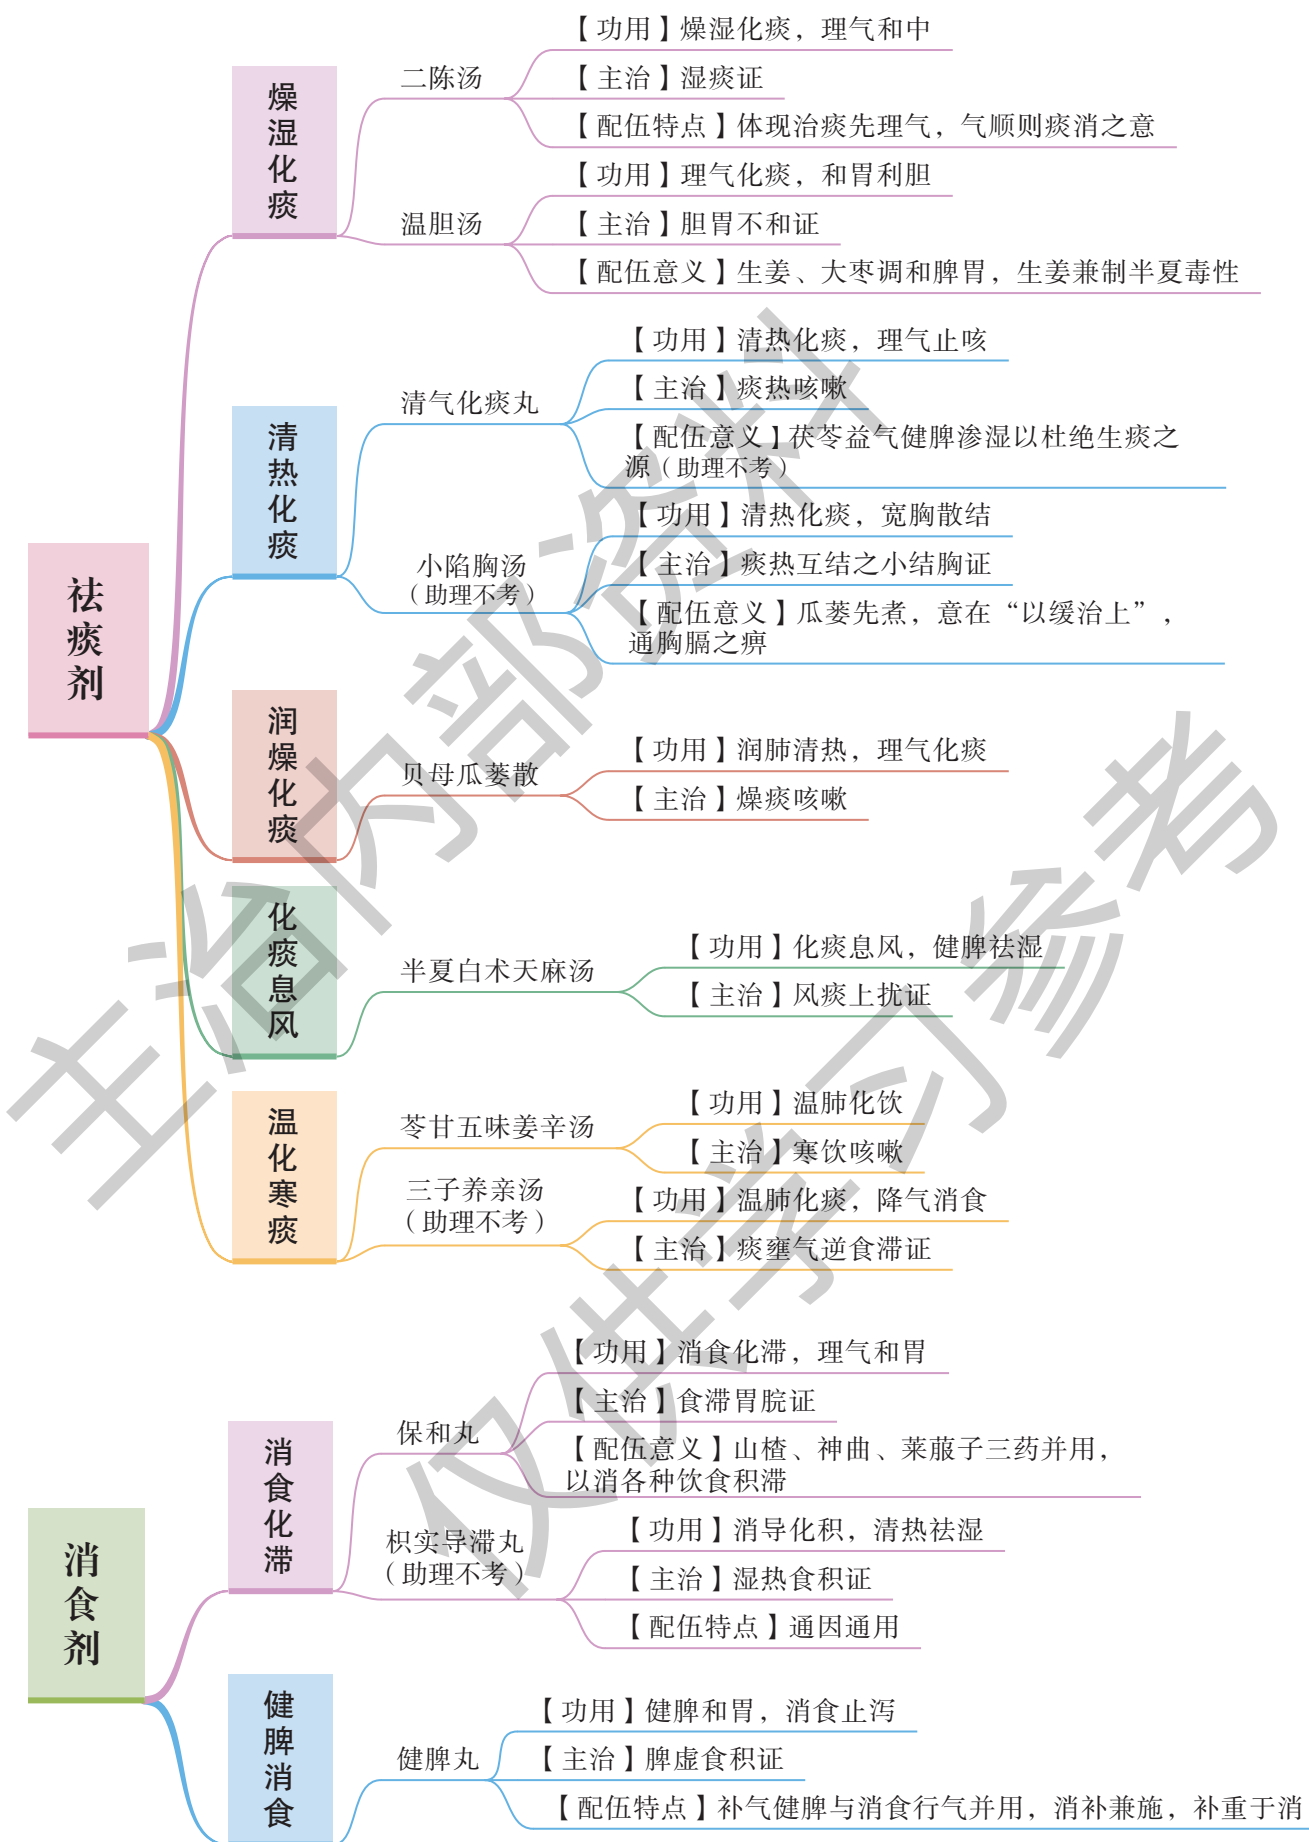 祛痰剂
燥湿化痰
二陈汤
【功用】燥湿化痰，理气和中
【主治】湿痰证
【配伍特点】体现治痰先理气，气顺则痰消之意
温胆汤
【功用】理气化痰，和胃利胆
【主治】胆胃不和证
【配伍意义】生姜、大枣调和脾胃，生姜兼制半夏毒性
清热化痰
清气化痰丸
【功用】清热化痰，理气止咳
【主治】痰热咳嗽
【配伍意义】茯苓益气健脾渗湿以杜绝生痰之
源（助理不考）
小陷胸汤
（助理不考）
【功用】清热化痰，宽胸散结
【主治】痰热互结之小结胸证
【配伍意义】瓜蒌先煮，意在“以缓治上”，
通胸膈之痹
润燥化痰
贝母瓜蒌散
【功用】润肺清热，理气化痰
【主治】燥痰咳嗽
化痰息风
半夏白术天麻汤
【功用】化痰息风，健脾祛湿
【主治】风痰上扰证
温化寒痰
苓甘五味姜辛汤
【功用】温肺化饮
【主治】寒饮咳嗽
三子养亲汤
（助理不考）
【功用】温肺化痰，降气消食
【主治】痰壅气逆食滞证
消食剂
消食化滞
保和丸
【功用】消食化滞，理气和胃
【主治】食滞胃脘证
【配伍意义】山楂、神曲、莱菔子三药并用，
以消各种饮食积滞
枳实导滞丸
（助理不考）
【功用】消导化积，清热祛湿
【主治】湿热食积证
【配伍特点】通因通用
健脾消食
健脾丸
【功用】健脾和胃，消食止泻
【主治】脾虚食积证
【配伍特点】补气健脾与消食行气并用，消补兼施，补重于消
主治内部资料
仅供学习参考